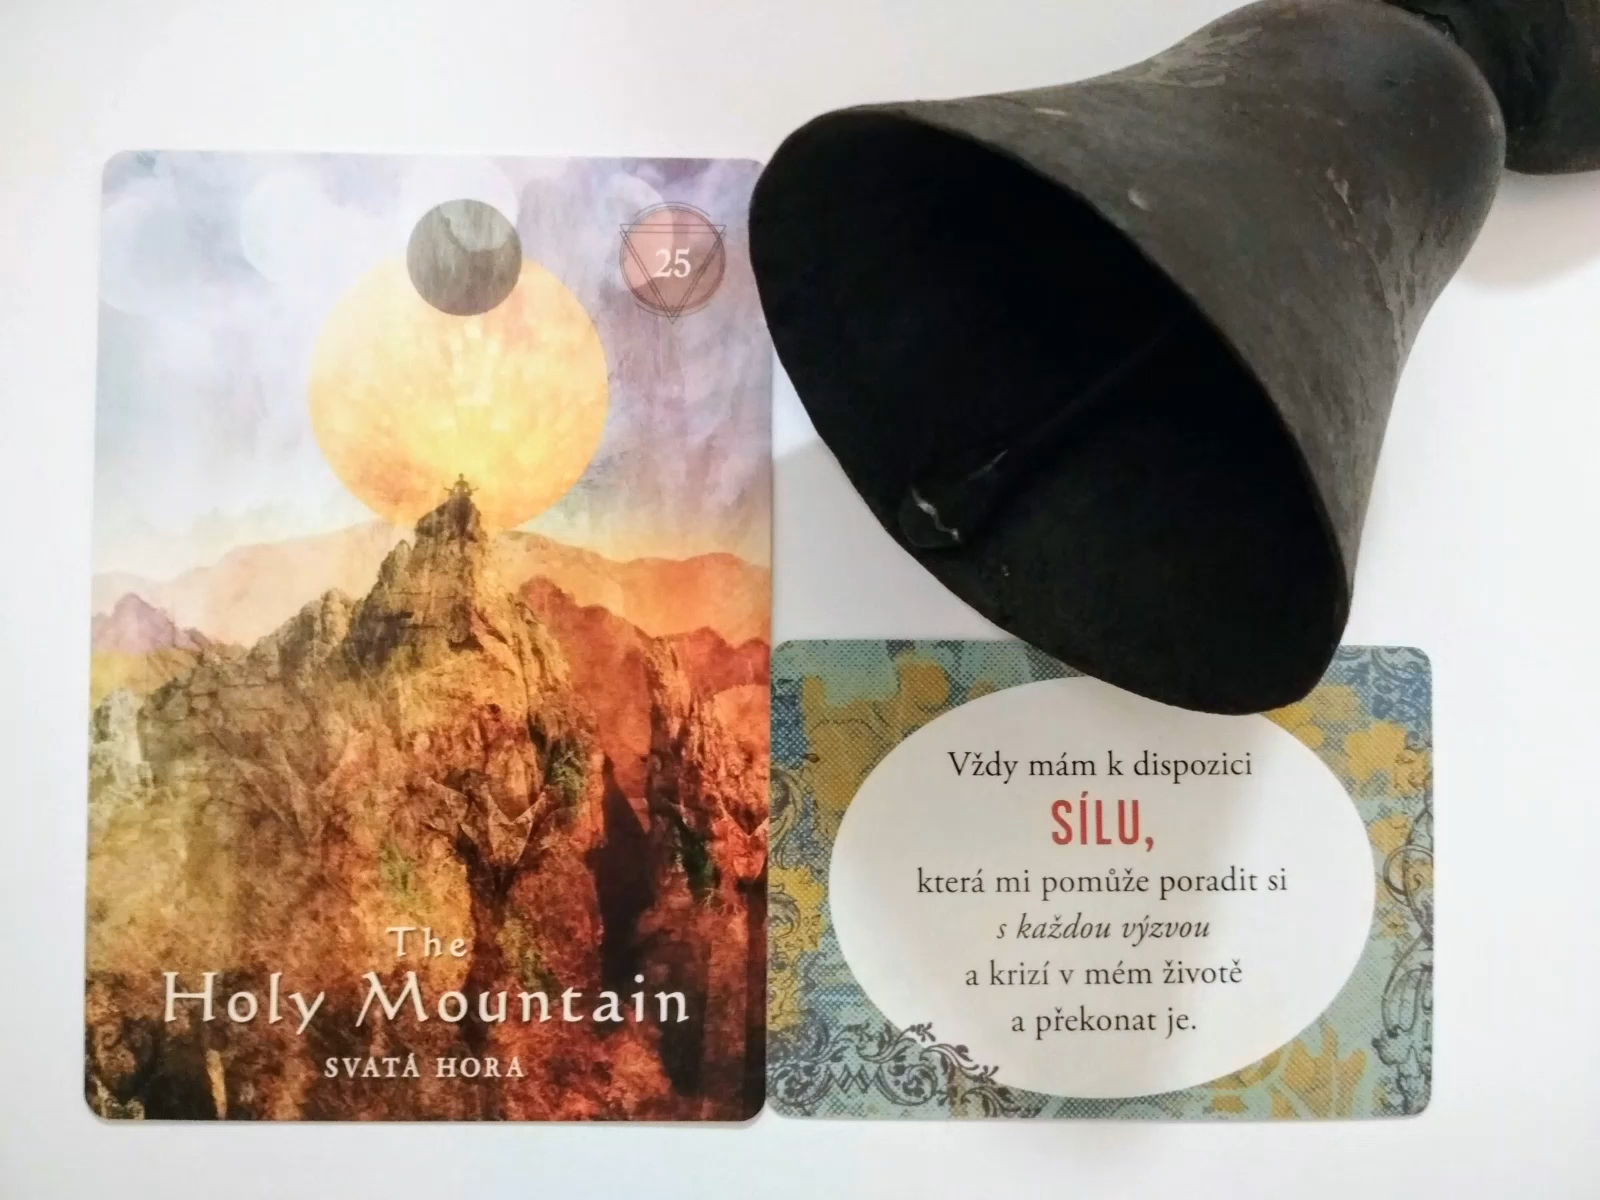 25
The
Holy Mountain
SVATÁ HORA
Vždy mám k dispozici
SÍLU,
která mi pomůže poradit si
s každou výzvou
a krizí v mém životě
a překonat je.